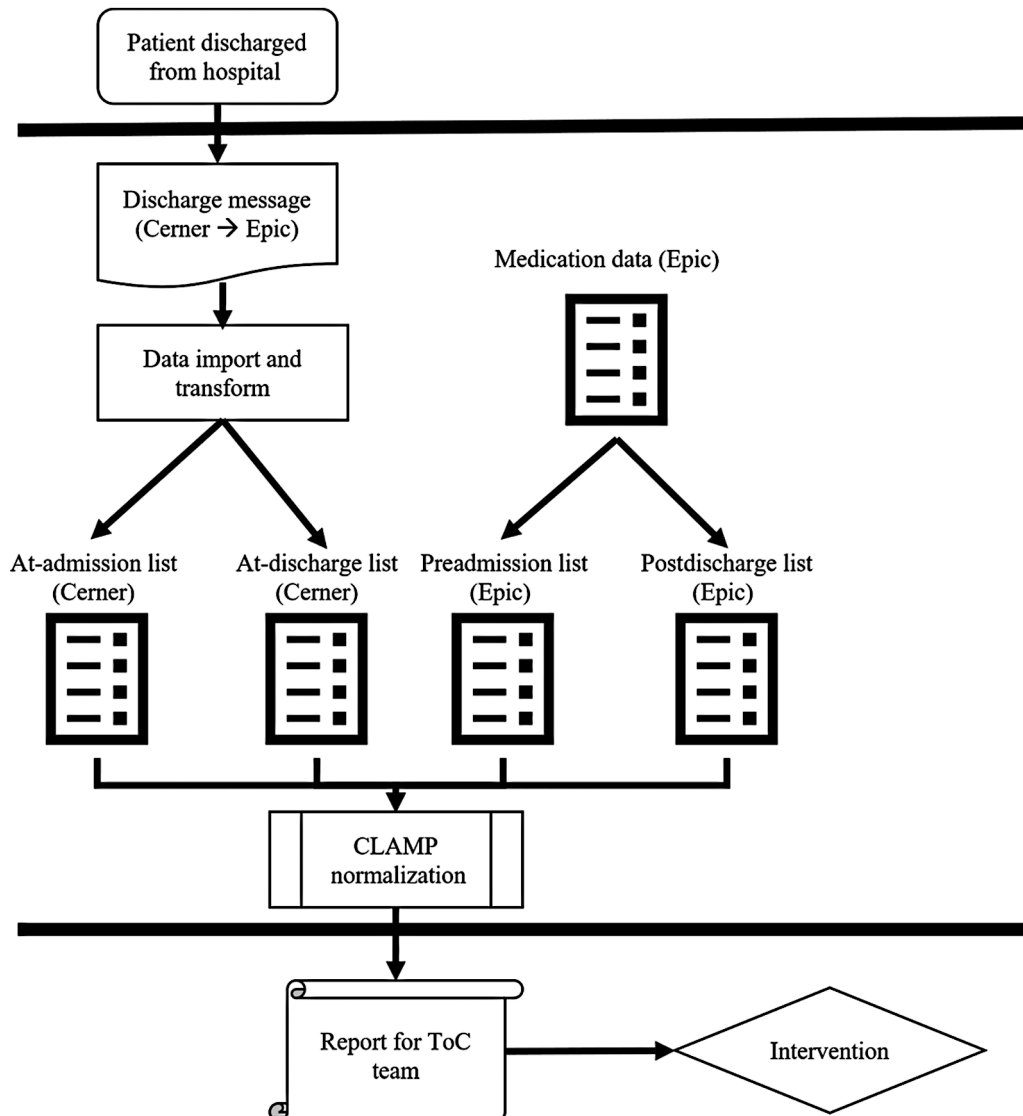 Patient discharged
from hospital
Discharge message
(Cerner → Epic)
Medication data (Epic)
Data import and
transform
At-admission list
(Cerner)
At-discharge list
(Cerner)
Preadmission list
(Epic)
Postdischarge list
(Epic)
CLAMP
normalization
Report for ToC
team
Intervention